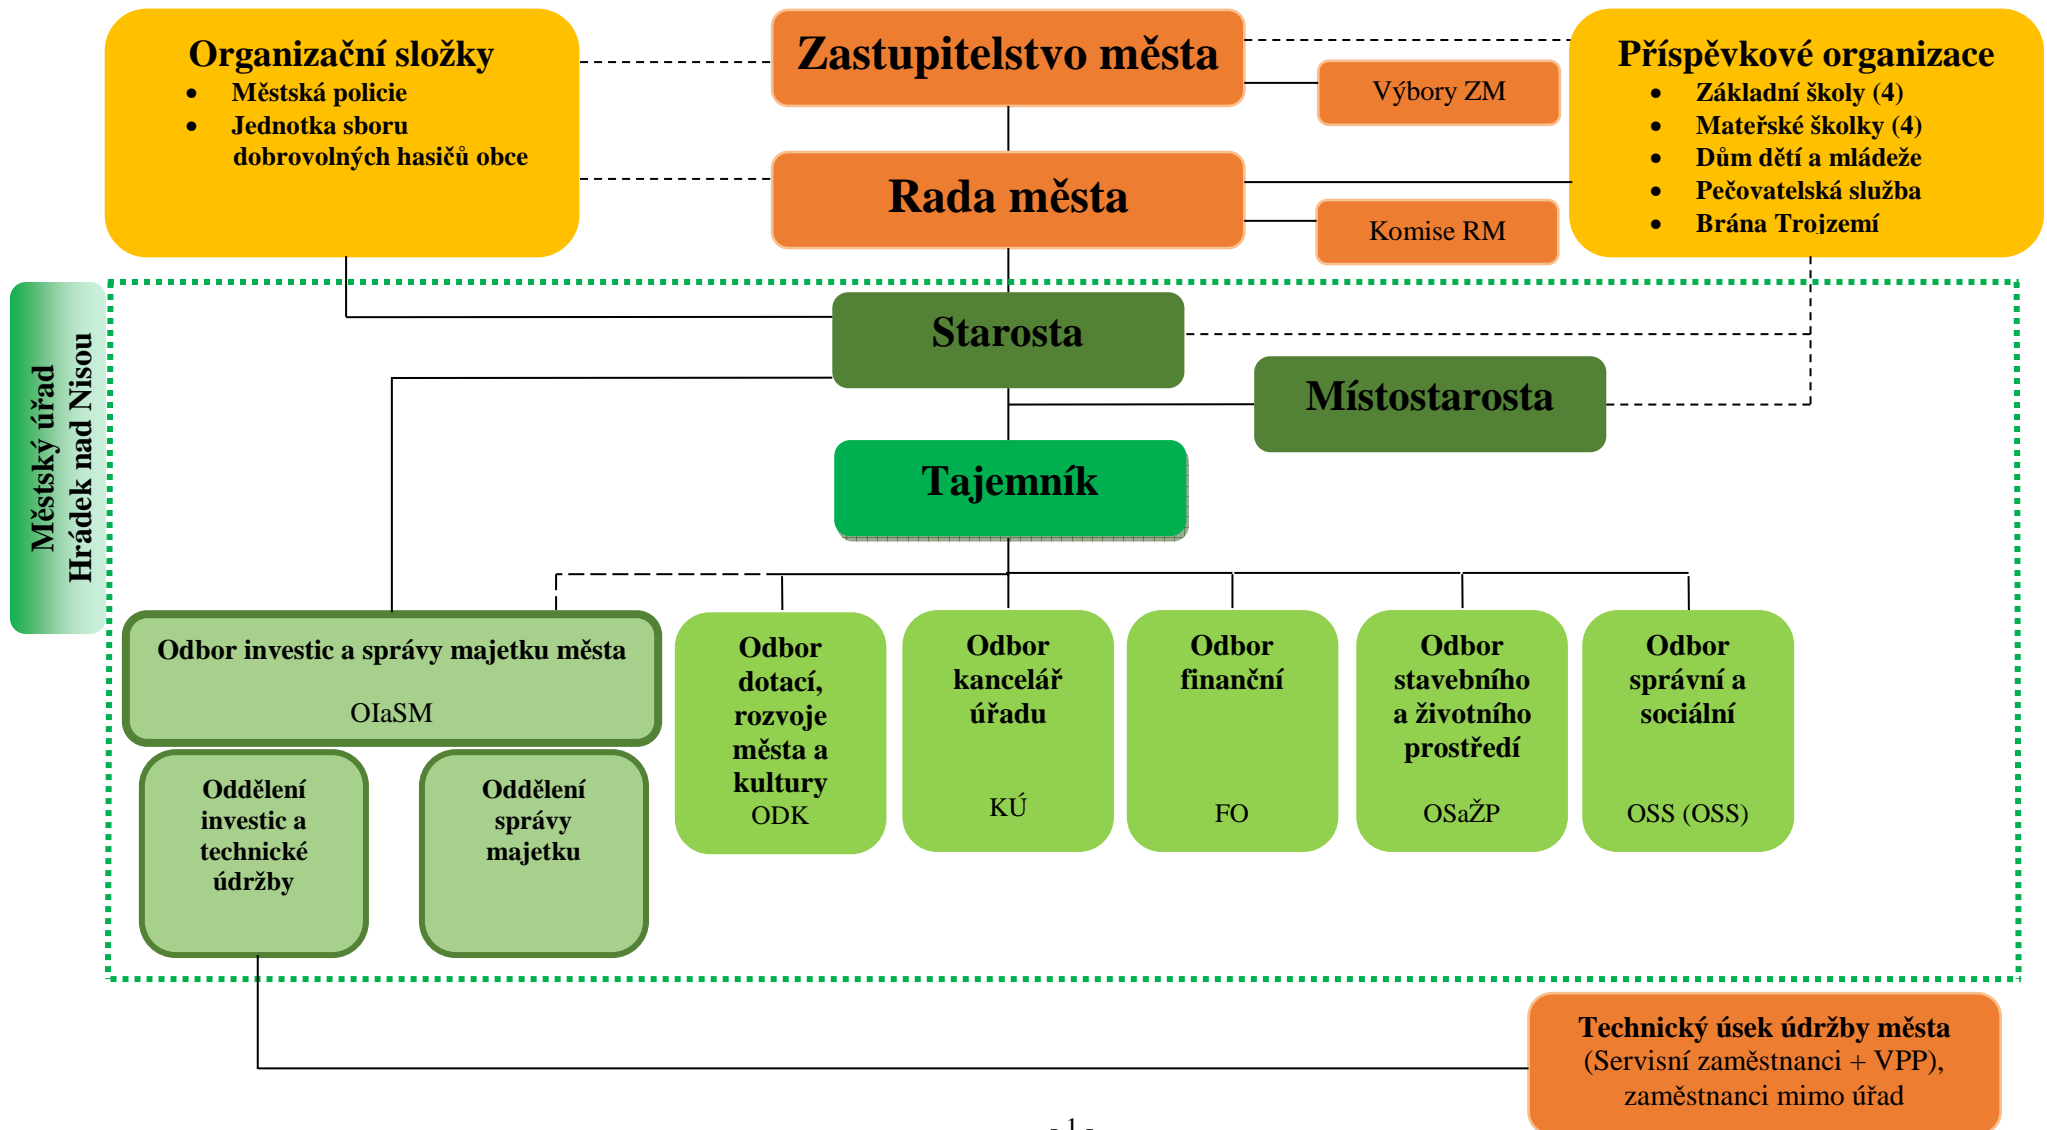 Organizační složky
• Městská policie
• Jednotka sboru
dobrovolných hasičů obce
Zastupitelstvo města
Výbory ZM
Příspěvkové organizace
• Základní školy (4)
• Mateřské školky (4)
• Dům dětí a mládeže
• Pečovatelská služba
• Brána Trojzemí
Rada města
Komise RM
Městský úřad
Hrádek nad Nisou
Starosta
Místostarosta
Tajemník
Odbor investic a správy majetku města
OIaSM
Oddělení
investic a
technické
údržby
Oddělení
správy
majetku
Odbor
dotací,
rozvoje
města a
kultury
ODK
Odbor
kancelář
úřadu
KÚ
Odbor
finanční
FO
Odbor
stavebního
a životního
prostředí
OSaŽP
Odbor
správní a
sociální
OSS (OSS)
Technický úsek údržby města
(Servisní zaměstnanci + VPP),
zaměstnanci mimo úřad
- 1 -